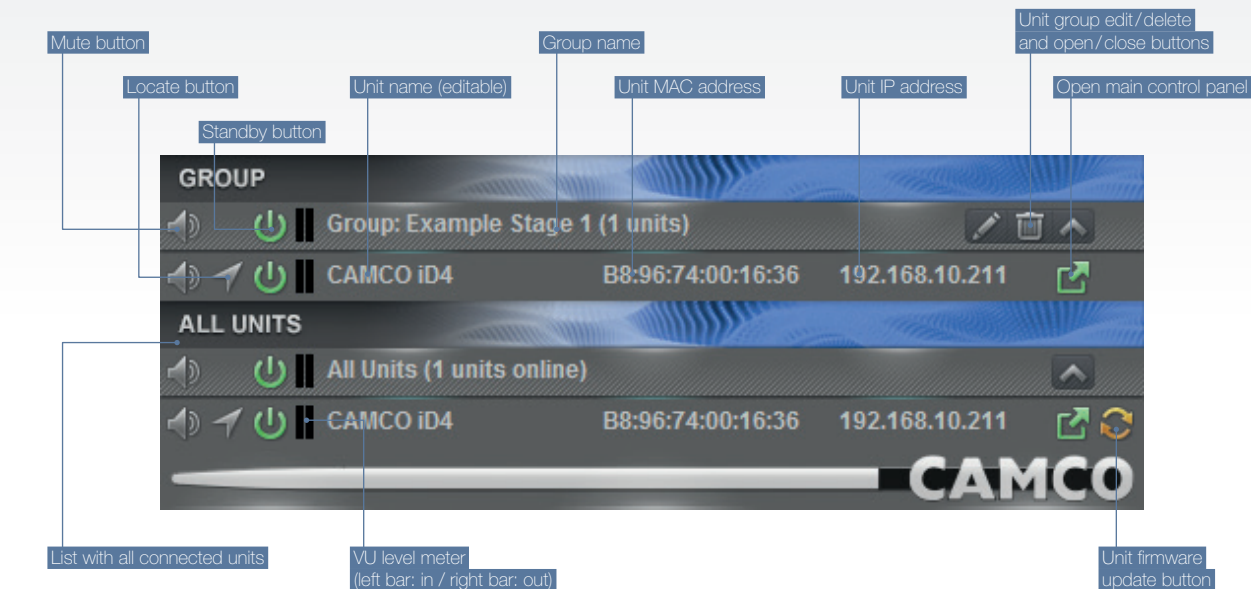 Unit group edit/delete
and open/close buttons
Mute button
Group name
Locate button
Unit name (editable)
Unit MAC address
Unit IP address
Open main control panel
Standby button
GROUP
Group: Example Stage 1 (1 units)
CAMCO iD4 B8:96:74:00:16:36 192.168.10.211
ALL UNITS
All Units (1 units online)
CAMCO iD4 B8:96:74:00:16:36 192.168.10.211
CAMCO
List with all connected units
VU level meter
(left bar: in / right bar: out)
Unit firmware
update button